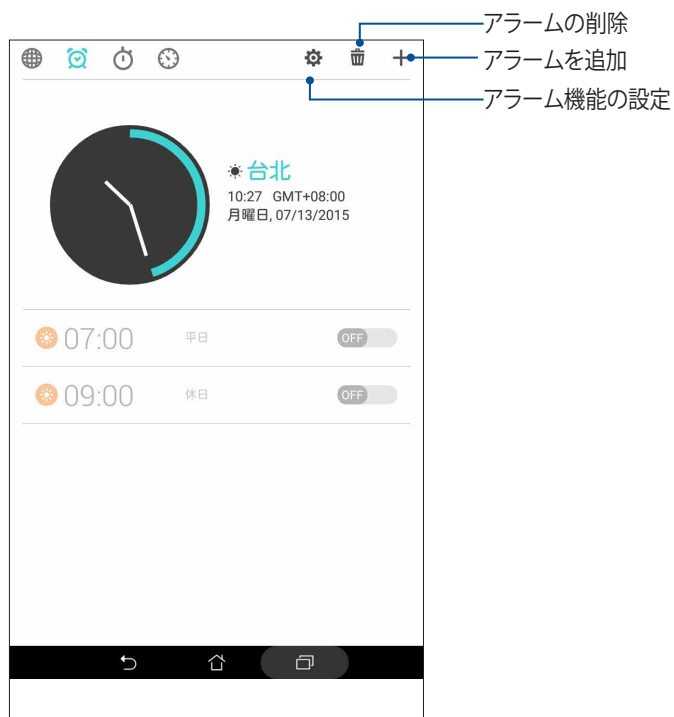 アラームの削除
アラームを追加
アラーム機能の設定
台北
10:27 GMT+08:00
月曜日, 07/13/2015
07:00 平日 OFF
09:00 休日 OFF